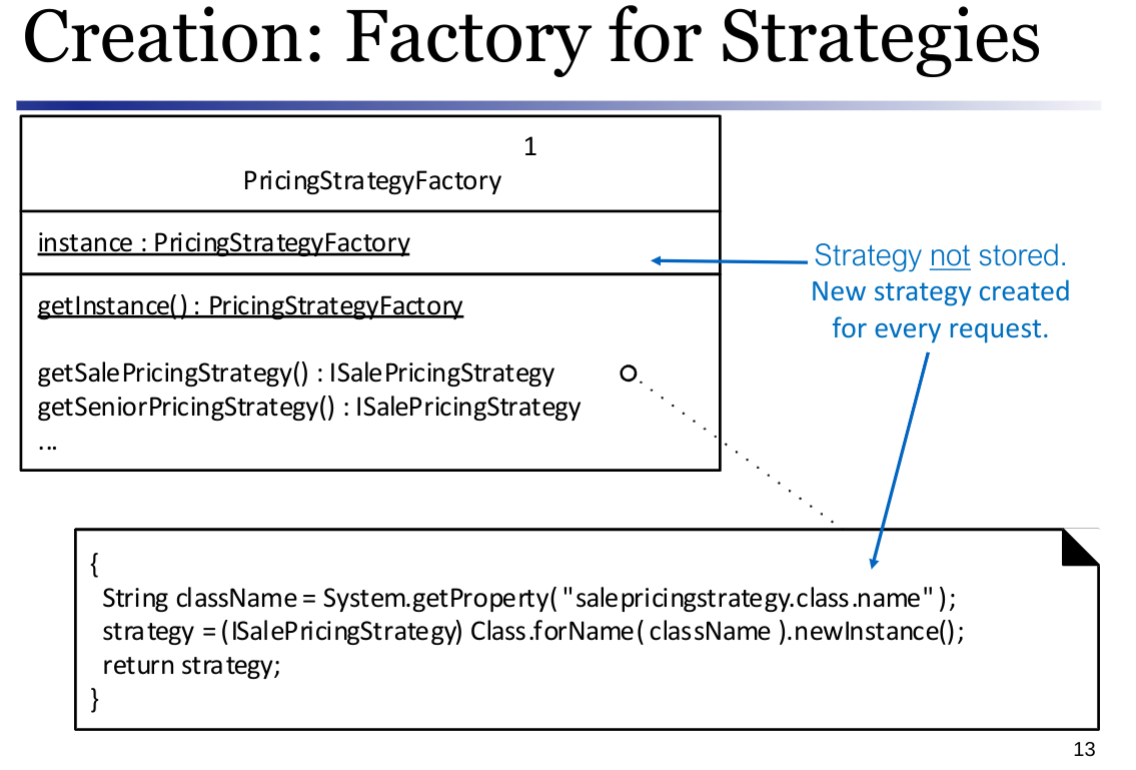 Creation: Factory for Strategies
1
PricingStrategyFactory
instance : PricingStrategyFactory
getInstance() : PricingStrategyFactory
getSalePricingStrategy() : ISalePricingStrategy
getSeniorPricingStrategy() : ISalePricingStrategy
...
Strategy not stored.
New strategy created
for every request.
{
String className = System.getProperty( "salepricingstrategy.class.name" );
strategy = (ISalePricingStrategy) Class.forName( className ).newInstance();
return strategy;
}
13